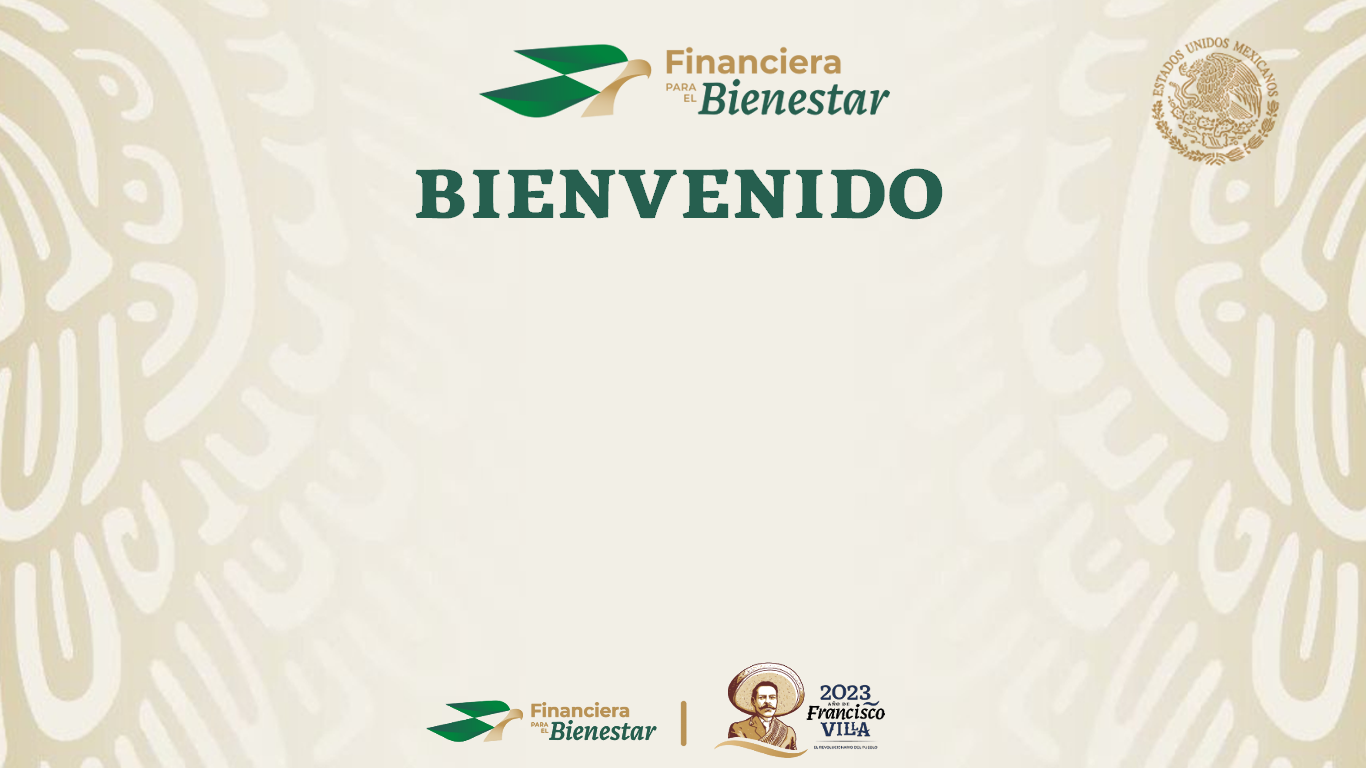 Financiera
PARA EL Bienestar
ESTADOS UNIDOS MEXICANOS
BIENVENIDO
Financiera
PARA EL Bienestar
2023
AÑO DE
Francisco
VILLA
EL REVOLUCIONARIO DEL PUEBLO